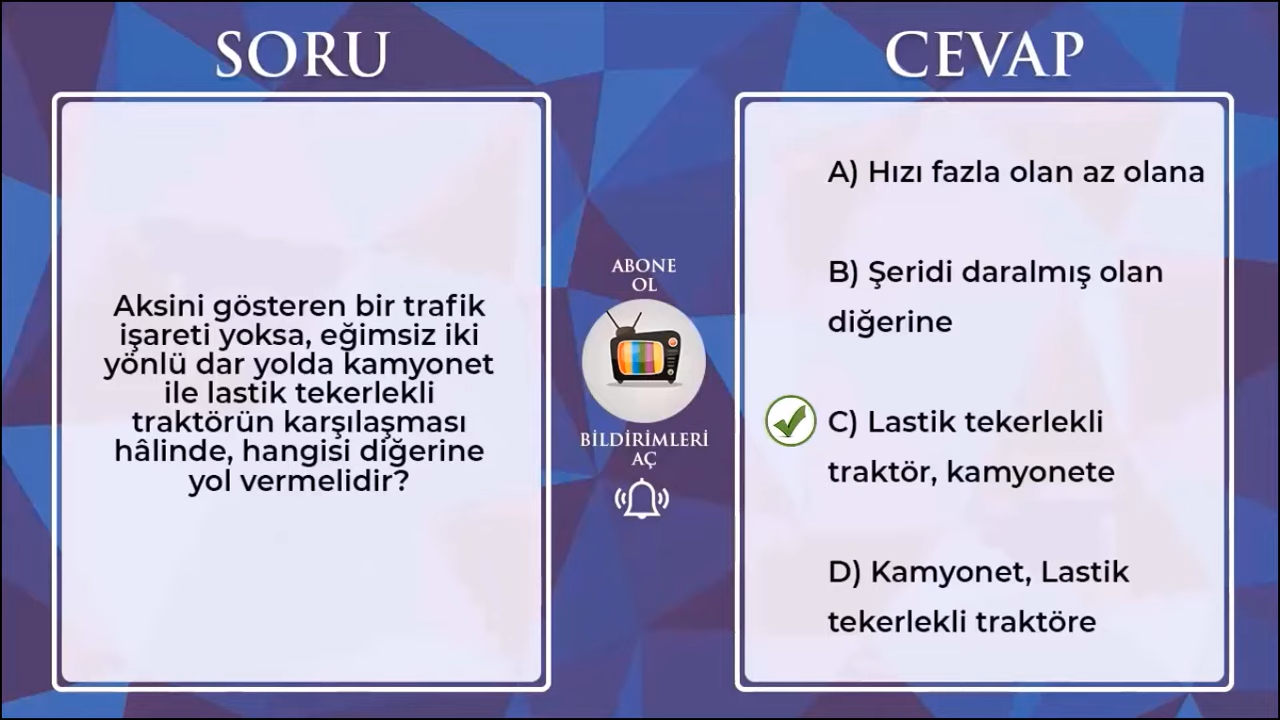 SORU
Aksini gösteren bir trafik
işareti yoksa, eğimsiz iki
yönlü dar yolda kamyonet
ile lastik tekerlekli
traktörün karşılaşması
hâlinde, hangisi diğerine
yol vermelidir?
ABONE
OL
BİLDİRİMLERİ
AÇ
CEVAP
A) Hızı fazla olan az olana
B) Şeridi daralmış olan
diğerine
C) Lastik tekerlekli
traktör, kamyonete
D) Kamyonet, Lastik
tekerlekli traktöre